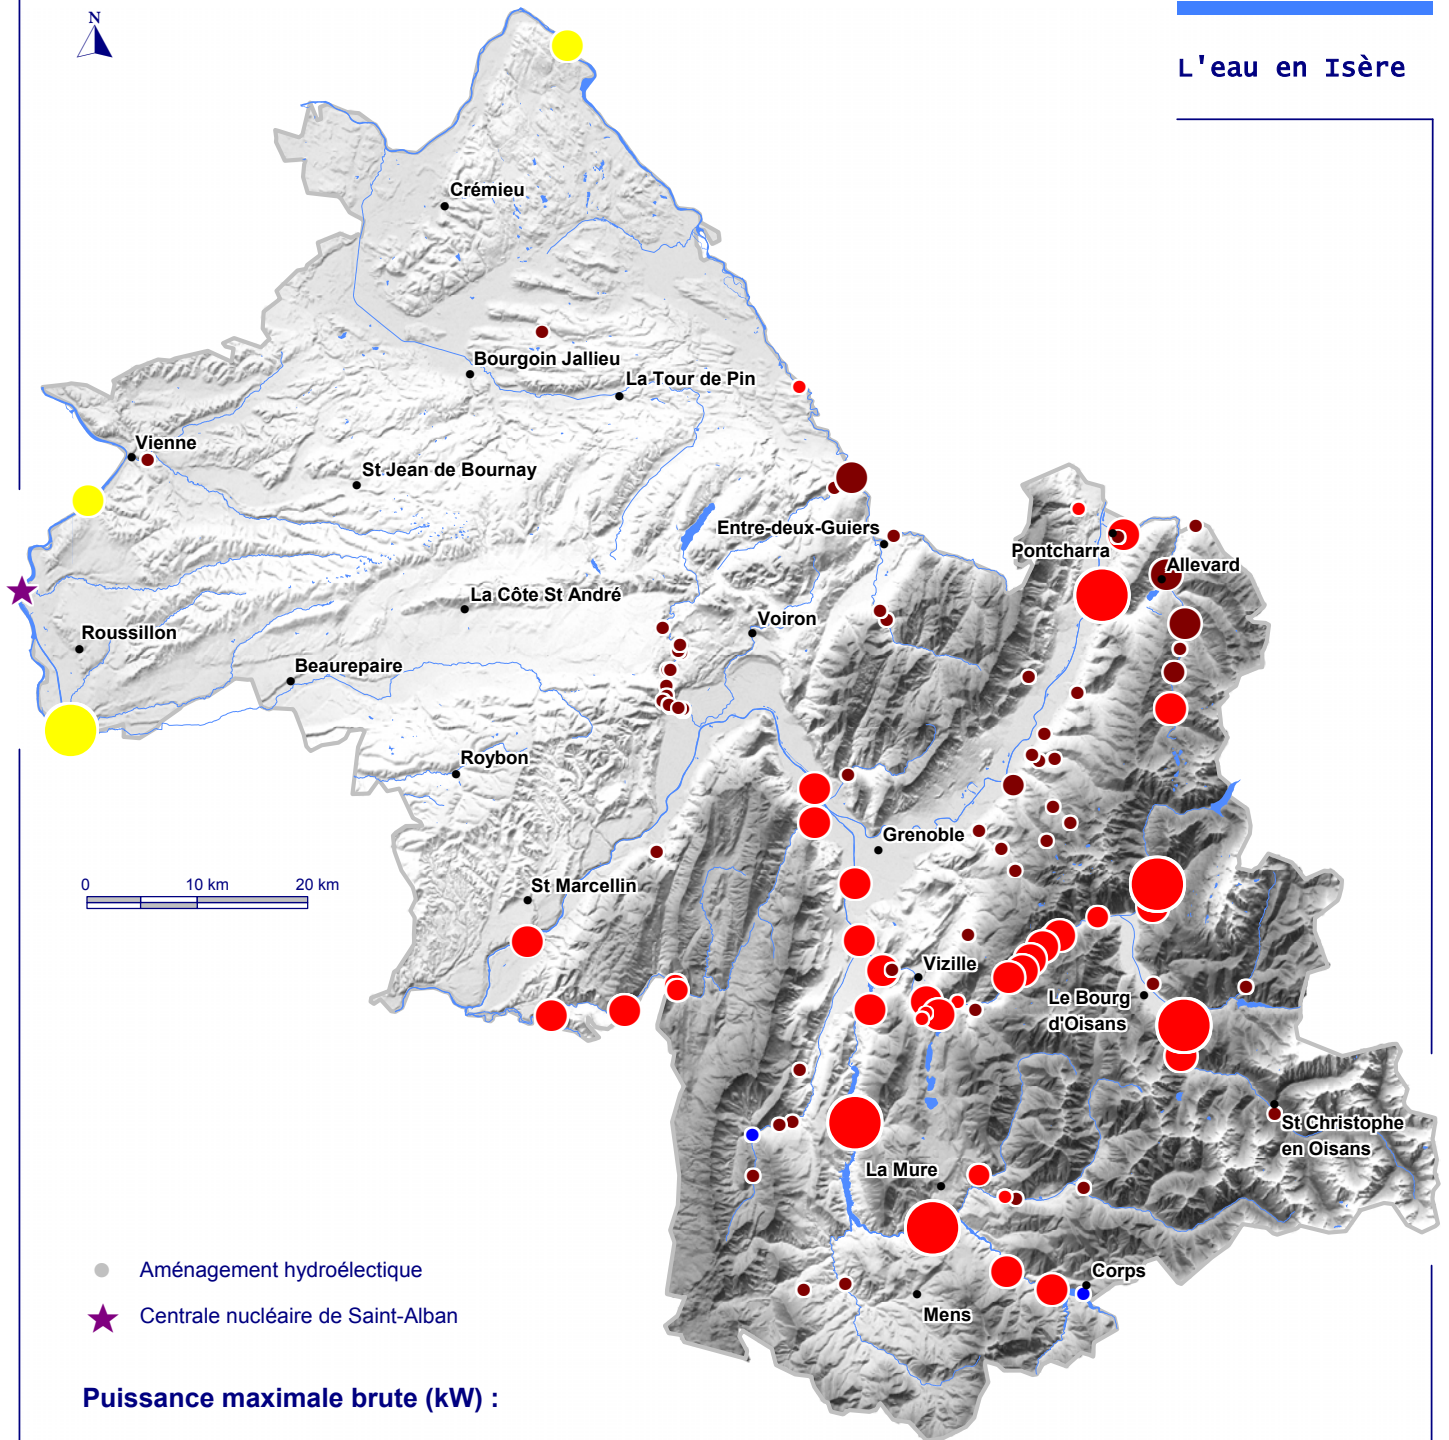 N
L'eau en Isère
Crémieu
Bourgoin Jallieu
La Tour de Pin
Vienne
St Jean de Bournay
Entre-deux-Guiers
Pontcharra
Allevard
La Côte St André
Voiron
Roussillon
Beaurepaire
Roybon
Grenoble
0 10 km 20 km
St Marcellin
Vizille
Le Bourg
d'Oisans
St Christophe
en Oisans
La Mure
Corps
Mens
Aménagement hydroélectique
Centrale nucléaire de Saint-Alban
Puissance maximale brute (kW) :